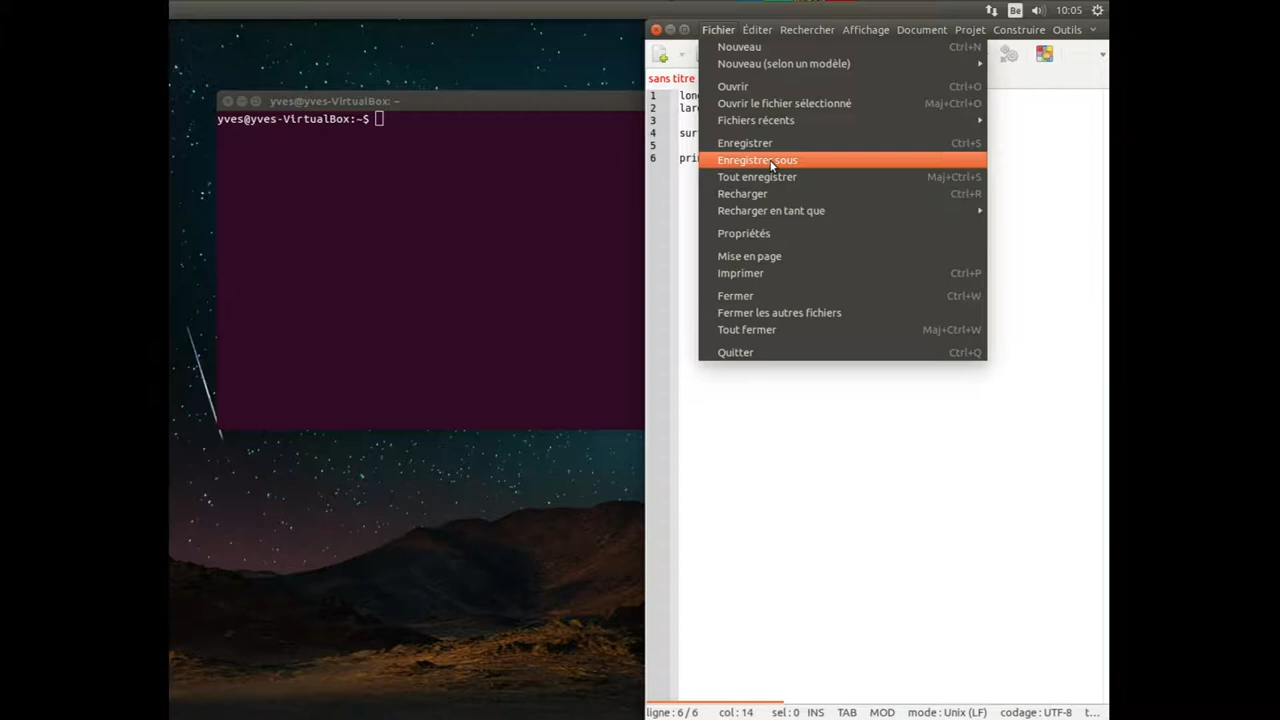 Be 10:05
Fichier Éditer Rechercher Affichage Document Projet Construire Outils
yves@yves-VirtualBox: ~
yves@yves-VirtualBox:~$
Nouveau Ctrl+N
Nouveau (selon un modèle)
Ouvrir Ctrl+O
Ouvrir le fichier sélectionné Maj+Ctrl+O
Fichiers récents
Enregistrer Ctrl+S
Enregistrer sous
Tout enregistrer Maj+Ctrl+S
Recharger Ctrl+R
Recharger en tant que
Propriétés
Mise en page
Imprimer Ctrl+P
Fermer Ctrl+W
Fermer les autres fichiers
Tout fermer Maj+Ctrl+W
Quitter Ctrl+Q
sans titre
1
2
3
4
5
6
ligne : 6 / 6 col : 14 sel : 0 INS TAB MOD mode : Unix (LF) codage : UTF-8 t...